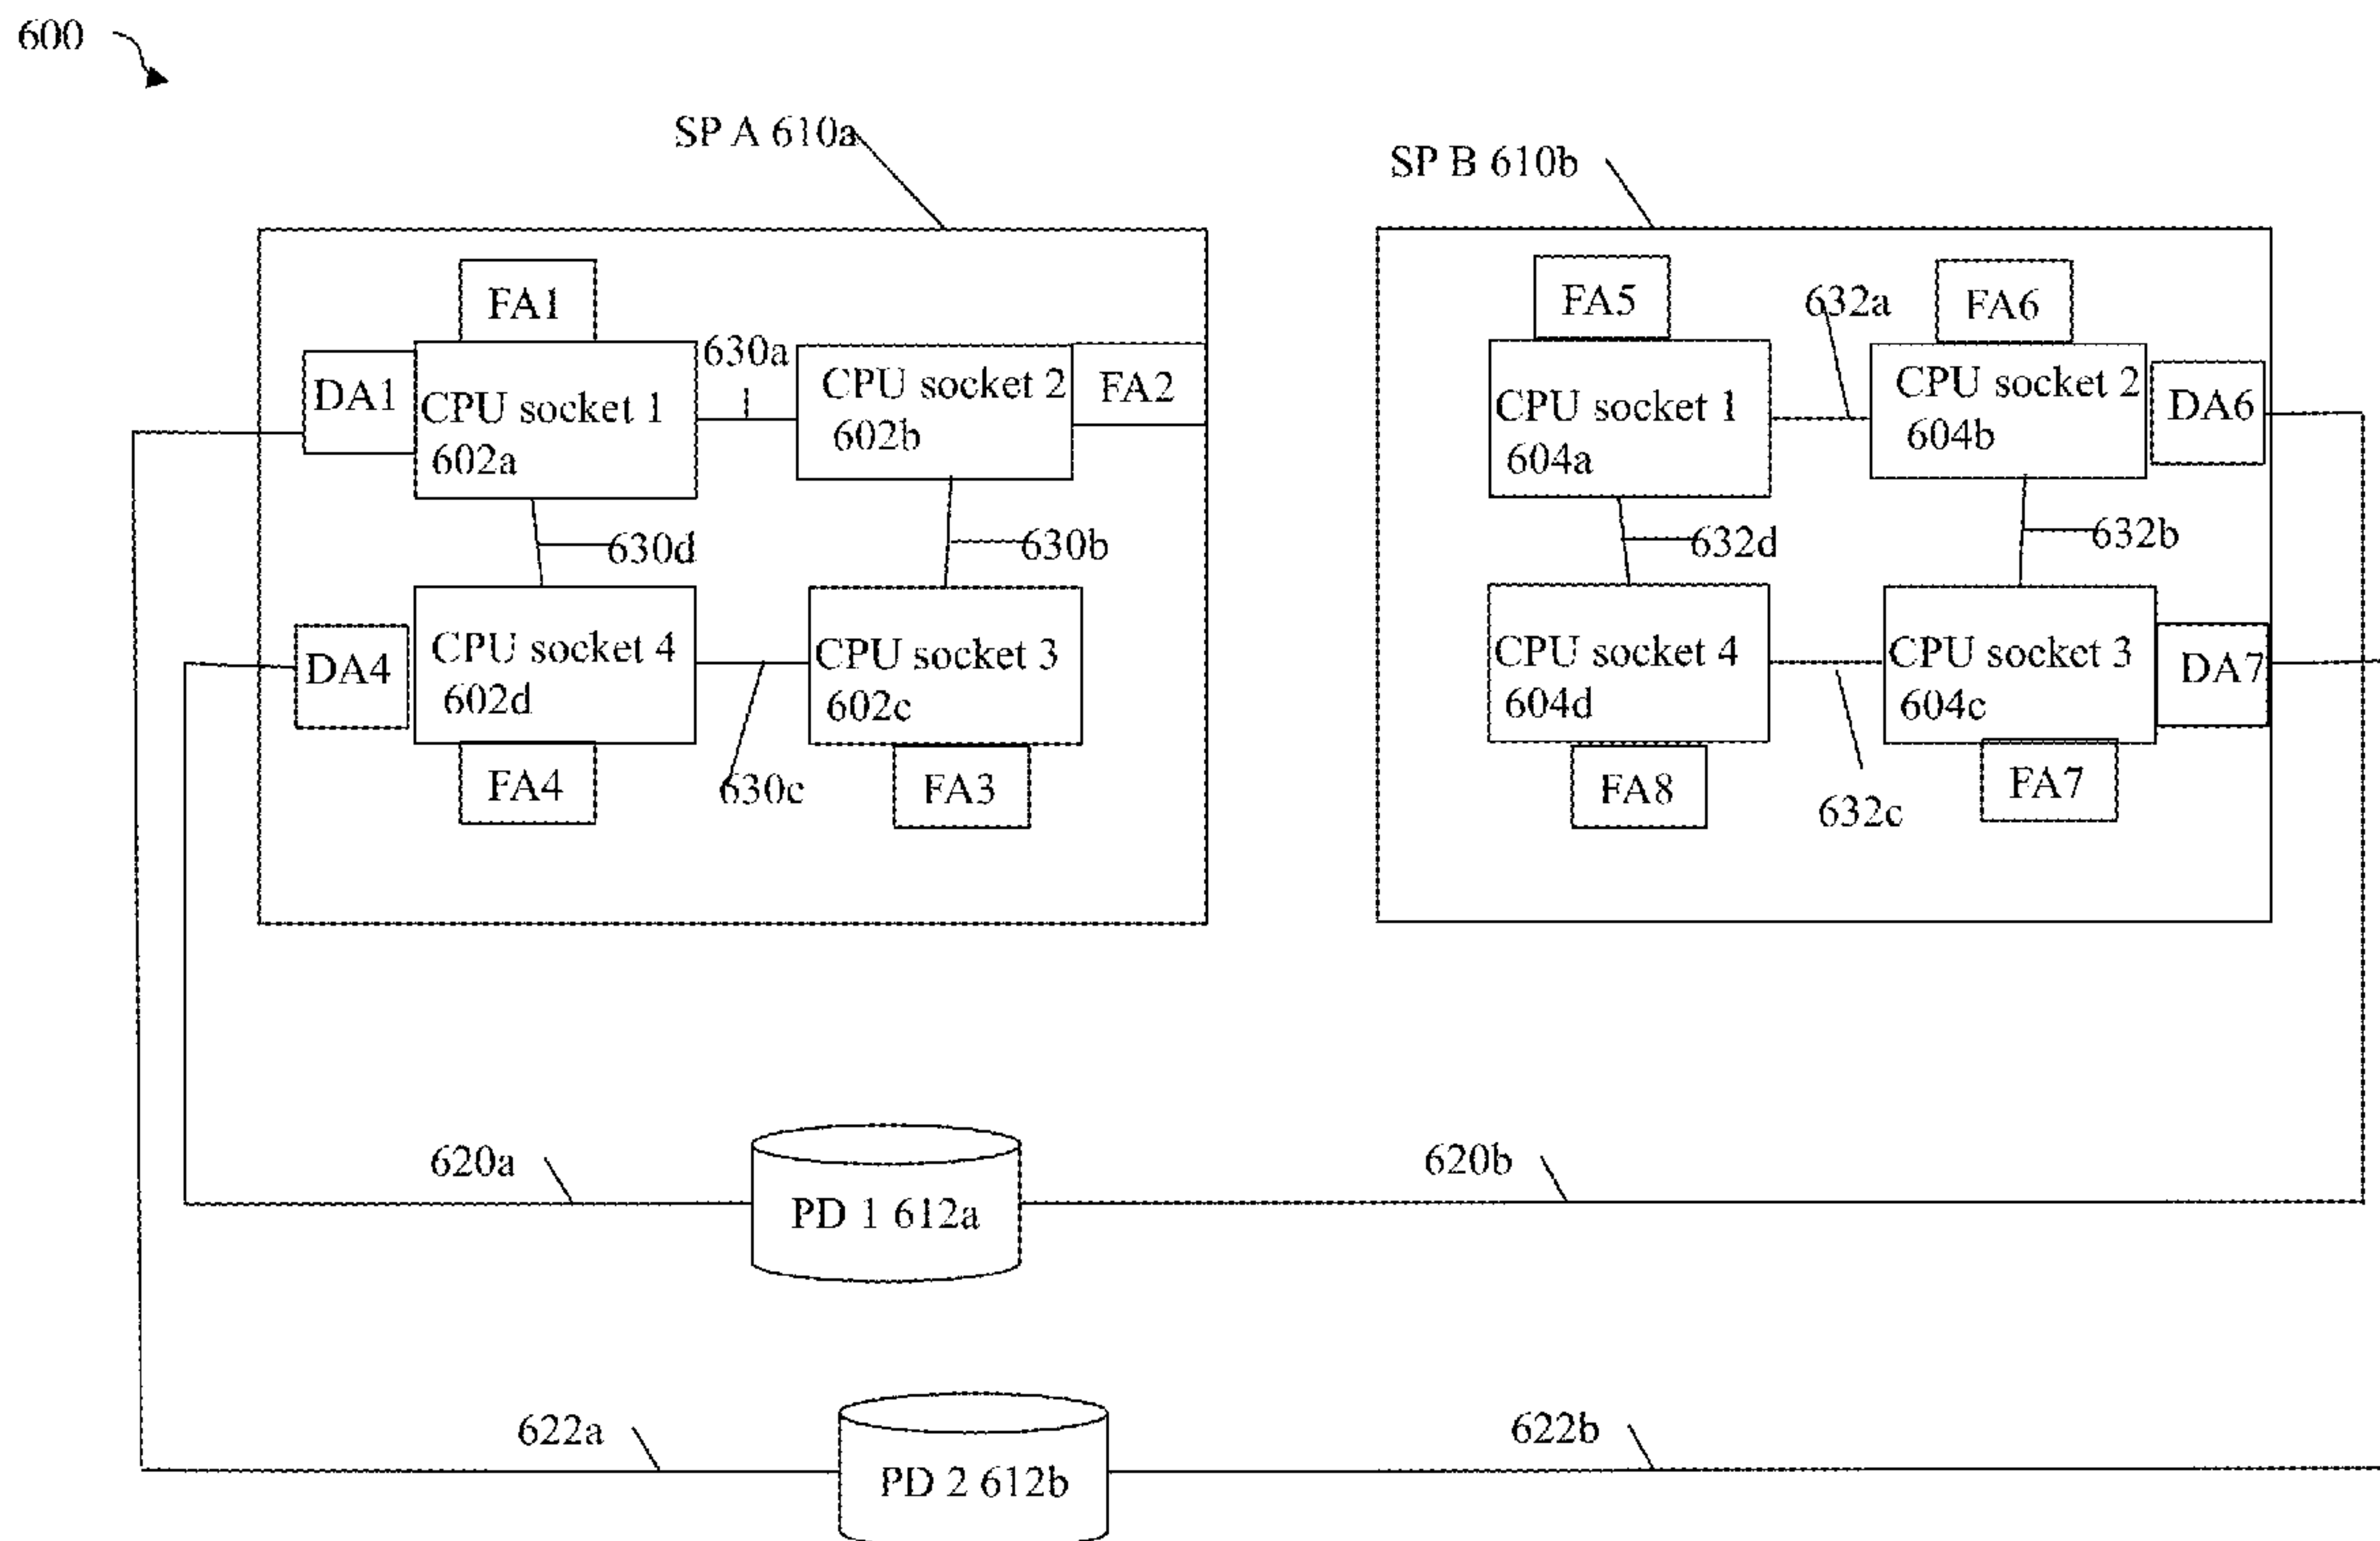 600
SP A 610a
SP B 610b
FA1
FA5
632a
FA6
DA1
CPU socket 1
602a
630a
CPU socket 2
602b
FA2
CPU socket 1
604a
CPU socket 2
604b
DA6
630d
630b
632d
632b
DA4
CPU socket 4
602d
CPU socket 3
602c
CPU socket 4
604d
CPU socket 3
604c
DA7
FA4
630c
FA3
FA8
632c
FA7
620a
620b
PD 1 612a
622a
622b
PD 2 612b